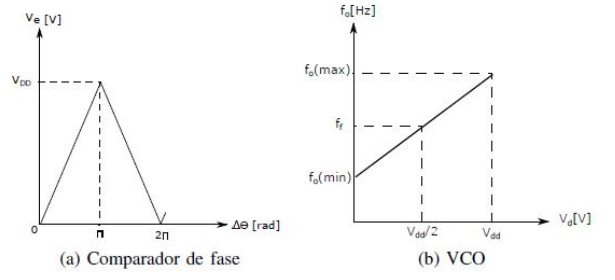 Ve [V]
VDD
0
π
2π
Δθ [rad]
(a) Comparador de fase
fo[Hz]
fo(max)
ff
fo(min)
Vdd/2
Vdd
Vd[V]
(b) VCO